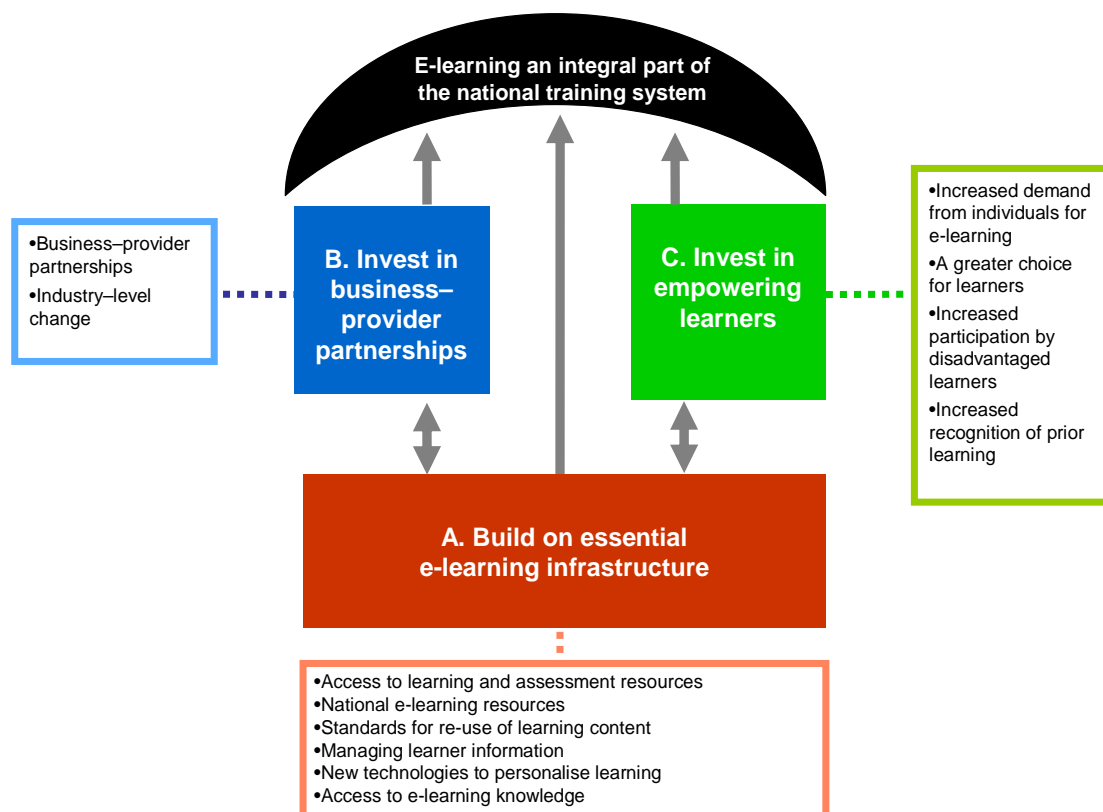 E-learning an integral part of
the national training system
•Business–provider
partnerships
•Industry–level
change
B. Invest in
business–
provider
partnerships
C. Invest in
empowering
learners
•Increased demand
from individuals for
e-learning
•A greater choice
for learners
•Increased
participation by
disadvantaged
learners
•Increased
recognition of prior
learning
A. Build on essential
e-learning infrastructure
•Access to learning and assessment resources
•National e-learning resources
•Standards for re-use of learning content
•Managing learner information
•New technologies to personalise learning
•Access to e-learning knowledge